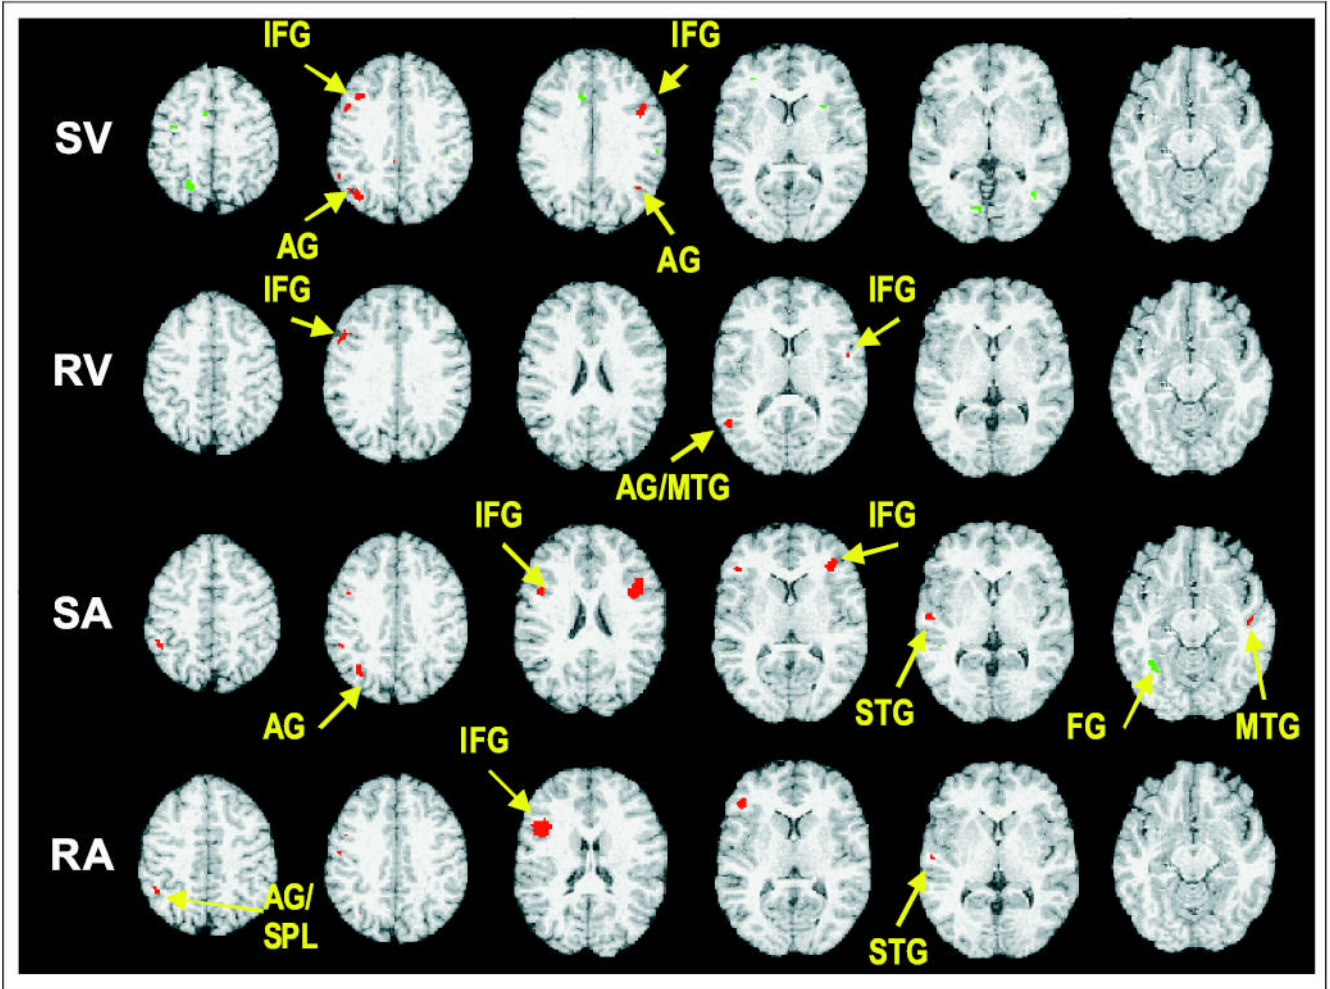 IFG
IFG
SV
AG
AG
IFG
IFG
RV
AG/MTG
IFG
IFG
SA
STG
AG
FG
MTG
IFG
RA
AG/
SPL
STG